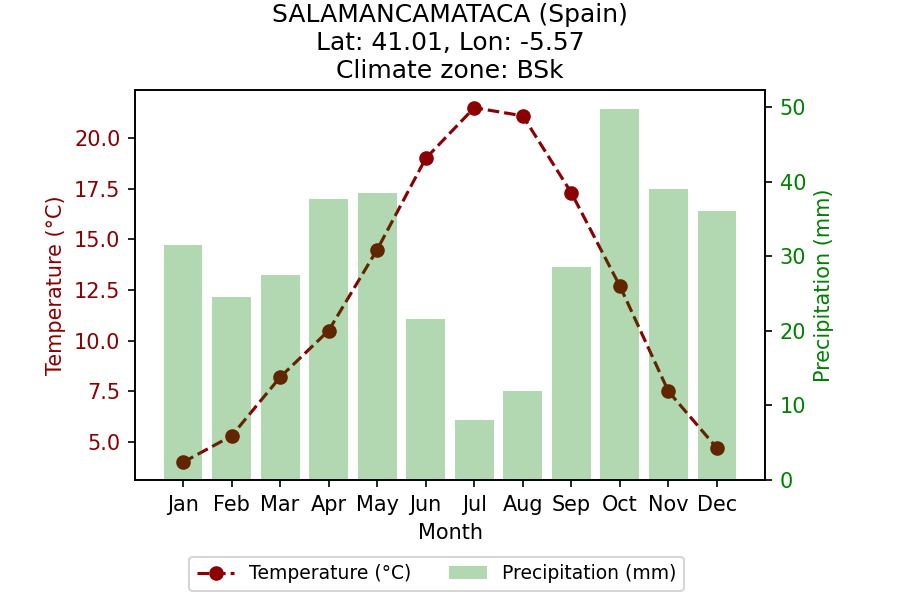 SALAMANCAMATACA (Spain)
Lat: 41.01, Lon: -5.57
Climate zone: BSk
Temperature (°C)
20.0
17.5
15.0
12.5
10.0
7.5
5.0
Precipitation (mm)
50
40
30
20
10
0
Jan Feb Mar Apr May Jun Jul Aug Sep Oct Nov Dec
Month
Temperature (°C) Precipitation (mm)